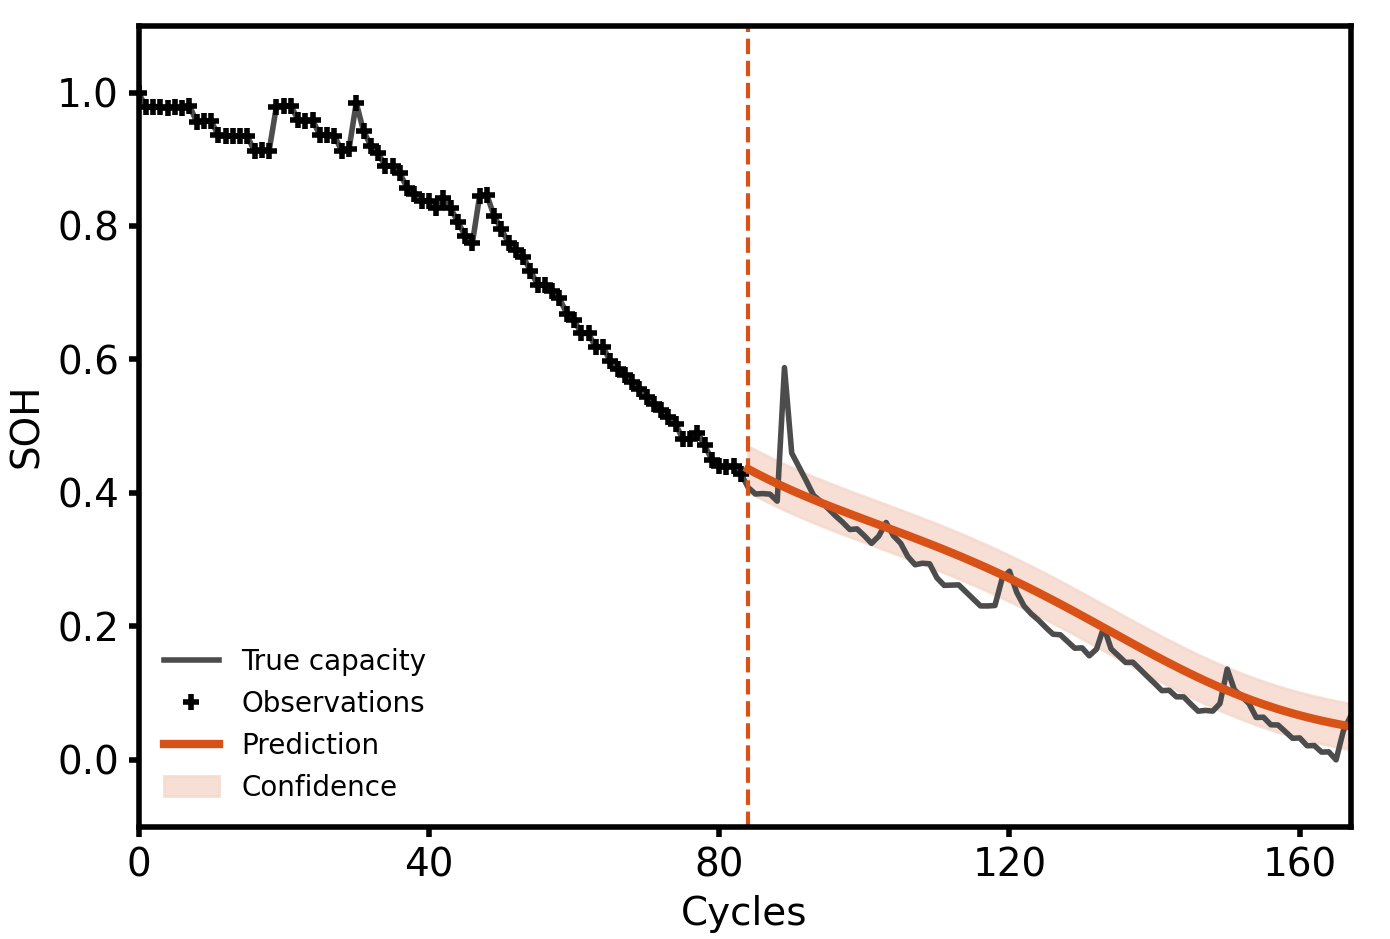 1.0
0.8
0.6
0.4
0.2
0.0
SOH
True capacity
Observations
Prediction
Confidence
0 40 80 120 160
Cycles